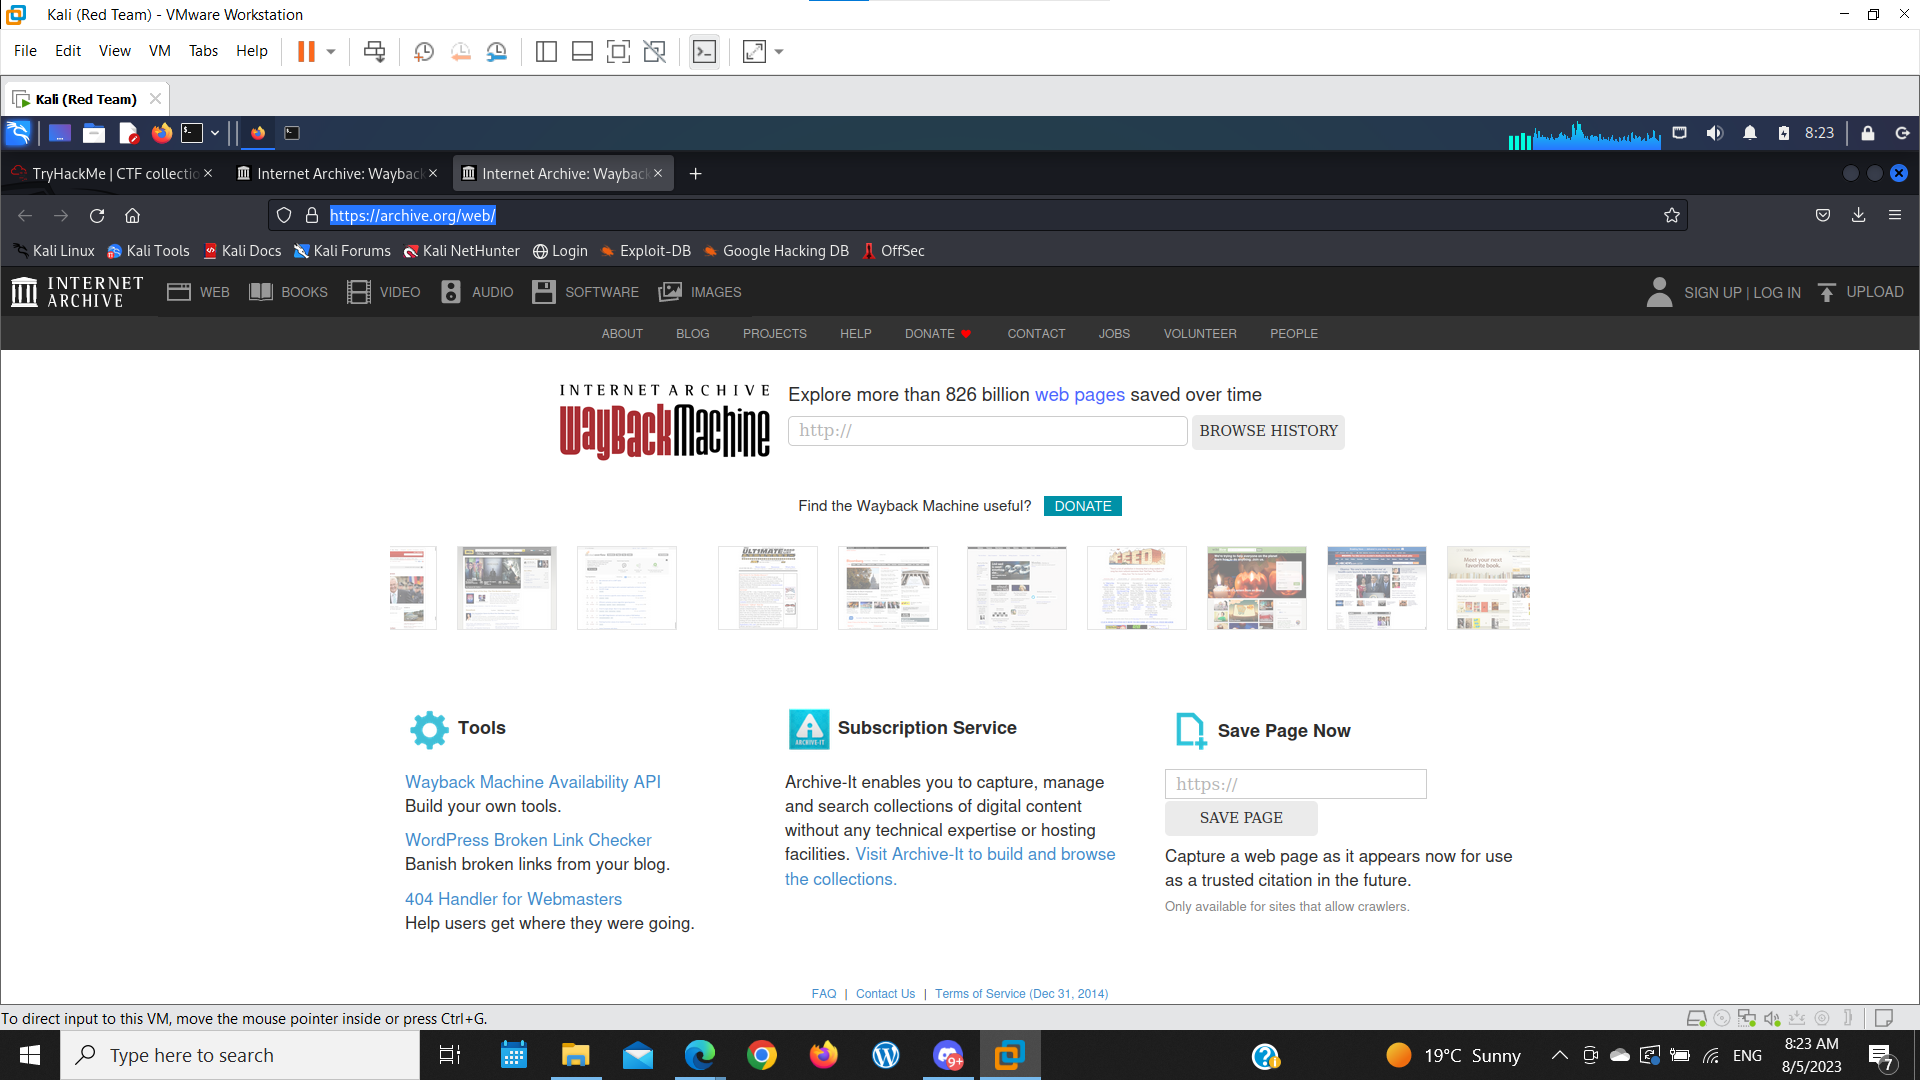 Kali (Red Team) - VMware Workstation
File Edit View VM Tabs Help
Kali (Red Team)
8:23
TryHackMe | CTF collectio
Internet Archive: Wayback
Internet Archive: Wayback
https://archive.org/web/
Kali Linux Kali Tools Kali Docs Kali Forums Kali NetHunter Login Exploit-DB Google Hacking DB OffSec
INTERNET ARCHIVE
WEB BOOKS VIDEO AUDIO SOFTWARE IMAGES
SIGN UP | LOG IN UPLOAD
ABOUT BLOG PROJECTS HELP DONATE CONTACT JOBS VOLUNTEER PEOPLE
INTERNET ARCHIVE
WayBackMachine
Explore more than 826 billion web pages saved over time
http://
BROWSE HISTORY
Find the Wayback Machine useful? DONATE
Tools
Wayback Machine Availability API
Build your own tools.
WordPress Broken Link Checker
Banish broken links from your blog.
404 Handler for Webmasters
Help users get where they were going.
ARCHIVE-IT
Subscription Service
Archive-It enables you to capture, manage
and search collections of digital content
without any technical expertise or hosting
facilities. Visit Archive-It to build and browse
the collections.
Save Page Now
https://
SAVE PAGE
Capture a web page as it appears now for use
as a trusted citation in the future.
Only available for sites that allow crawlers.
FAQ | Contact Us | Terms of Service (Dec 31, 2014)
To direct input to this VM, move the mouse pointer inside or press Ctrl+G.
Type here to search
9+
19°C Sunny
ENG
8:23 AM
8/5/2023
7